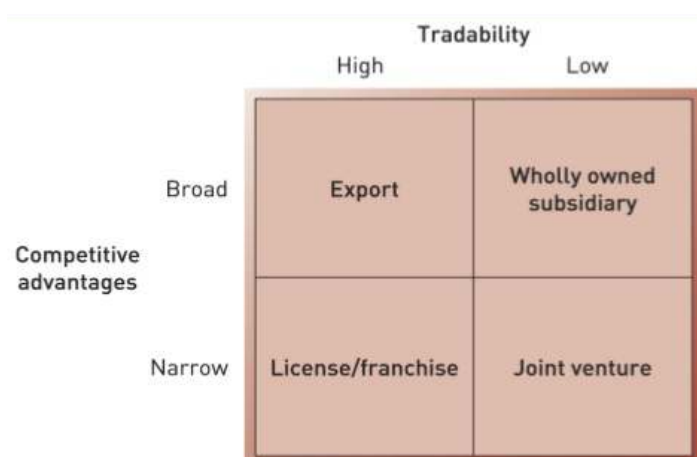 Tradability
High Low
Broad Export Wholly owned
subsidiary
Competitive
advantages
Narrow License/franchise Joint venture